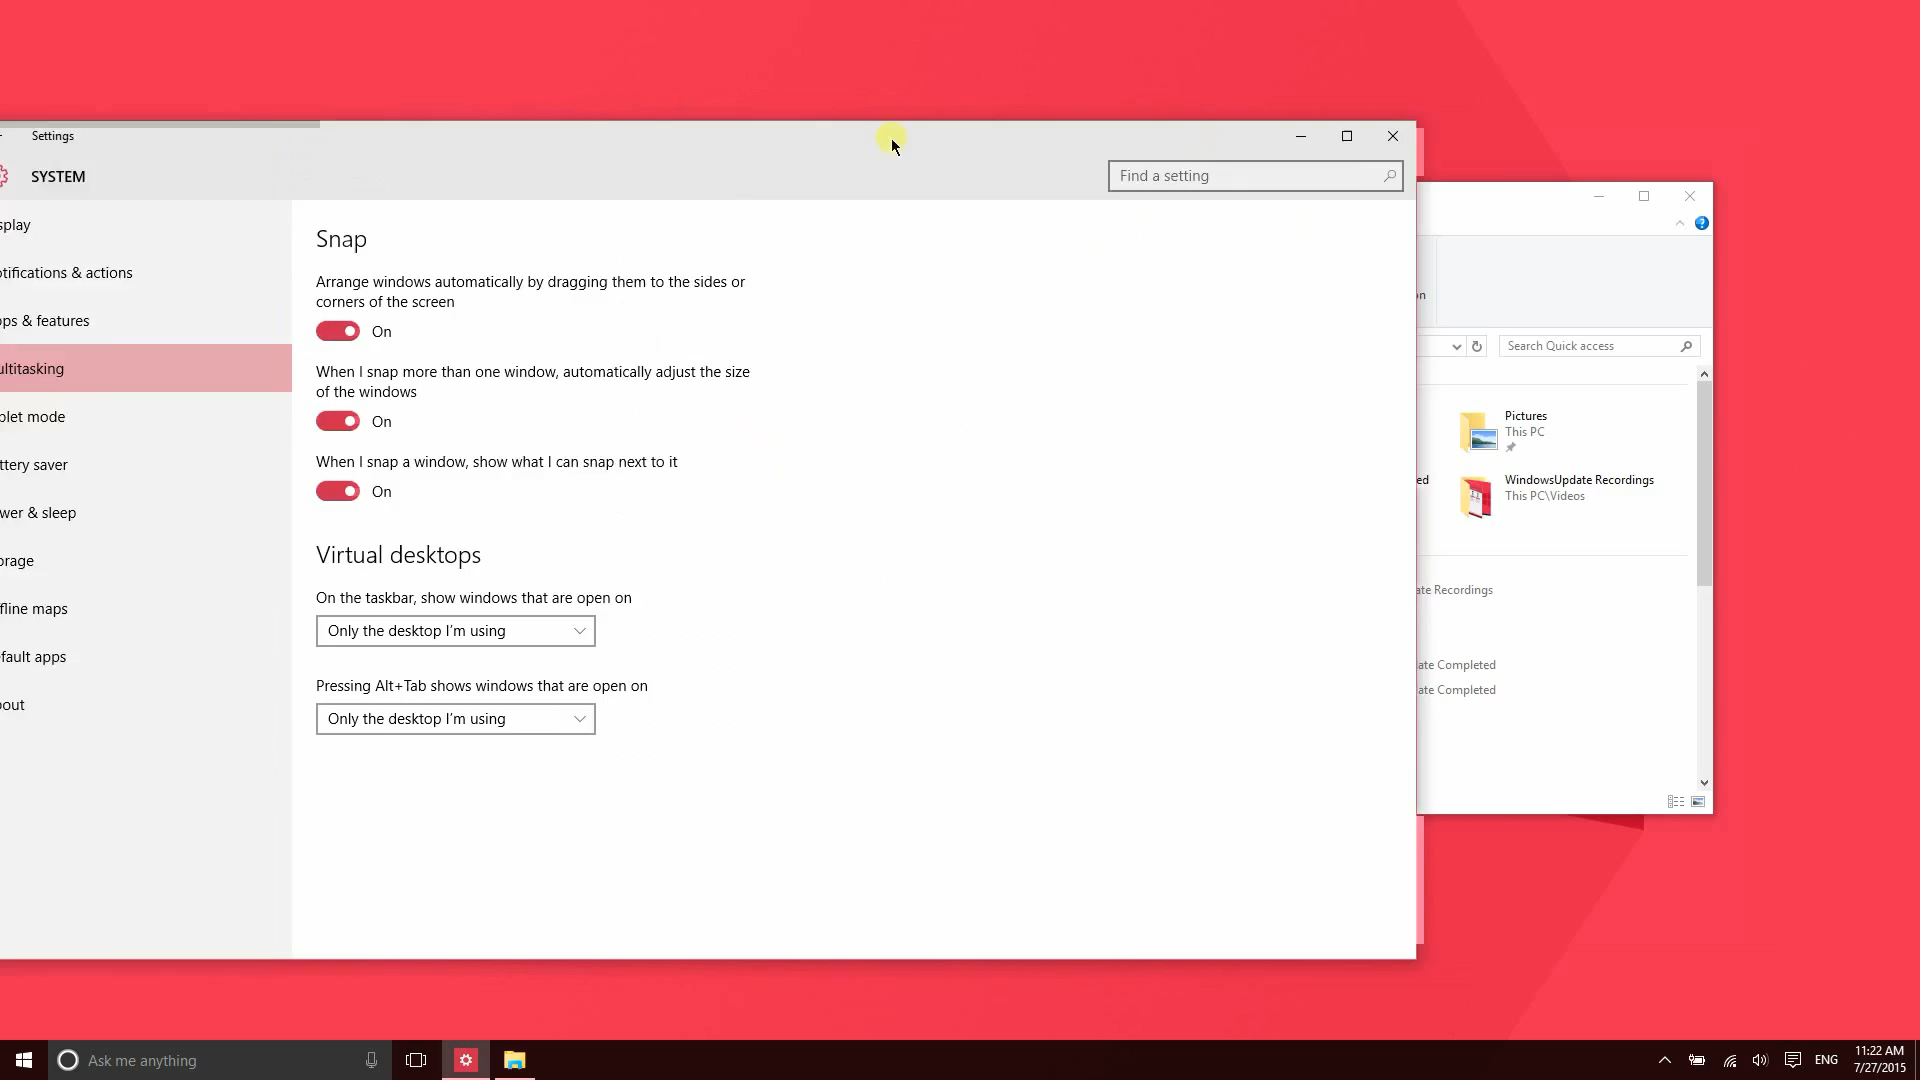 Settings
SYSTEM
Find a setting
splay
otifications & actions
ops & features
ultitasking
blet mode
ttery saver
wer & sleep
orage
fline maps
fault apps
bout
Snap
Arrange windows automatically by dragging them to the sides or
corners of the screen
On
When I snap more than one window, automatically adjust the size
of the windows
On
When I snap a window, show what I can snap next to it
On
Virtual desktops
On the taskbar, show windows that are open on
Only the desktop I'm using
Pressing Alt+Tab shows windows that are open on
Only the desktop I'm using
on
Search Quick access
Pictures
This PC
ed
WindowsUpdate Recordings
This PC\Videos
ate Recordings
ate Completed
ate Completed
Ask me anything
ENG
11:22 AM
7/27/2015